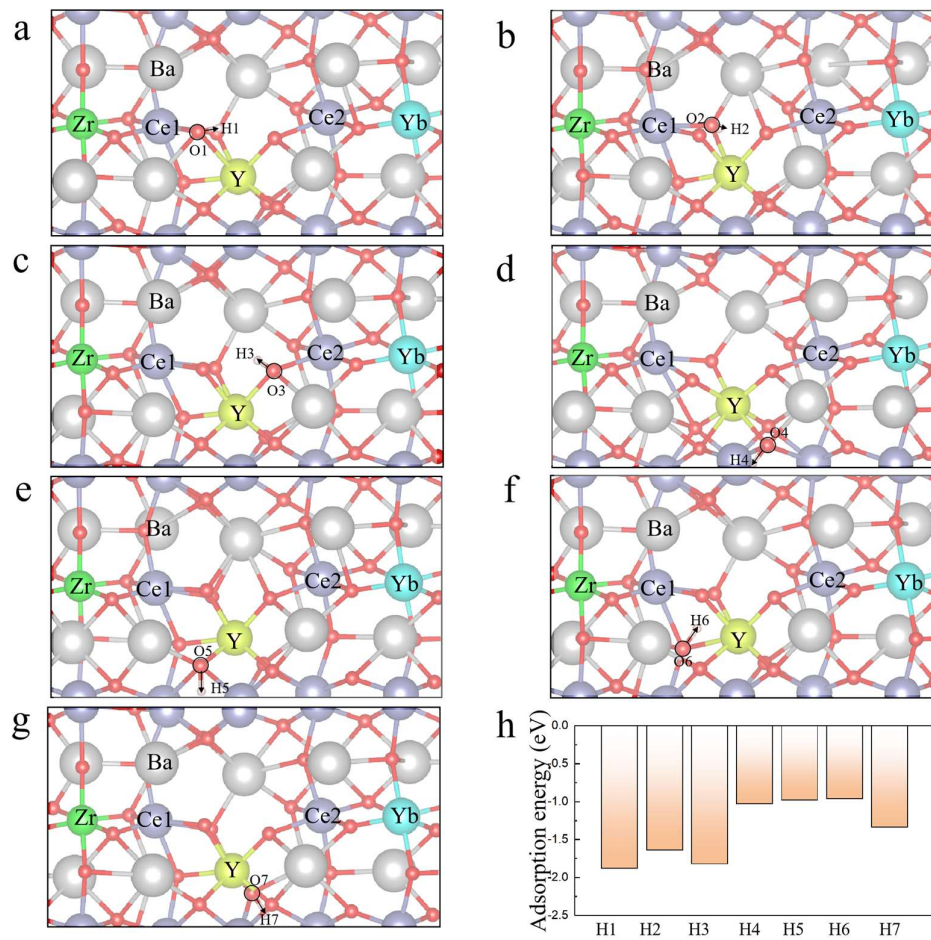 a
Ba
Zr
Ce1
H1
O1
Ce2
Yb
Y
b
Ba
Zr
Ce1
O2
H2
Ce2
Yb
Y
c
Ba
Zr
Ce1
H3
O3
Ce2
Yb
Y
d
Ba
Zr
Ce1
Ce2
Yb
Y
O4
H4
e
Ba
Zr
Ce1
Ce2
Yb
Y
O5
H5
f
Ba
Zr
Ce1
Ce2
Yb
H6
Y
O6
g
Ba
Zr
Ce1
Ce2
Yb
Y
O7
H7
h
Adsorption energy (eV)
0.0
-0.5
-1.0
-1.5
-2.0
-2.5
H1 H2 H3 H4 H5 H6 H7